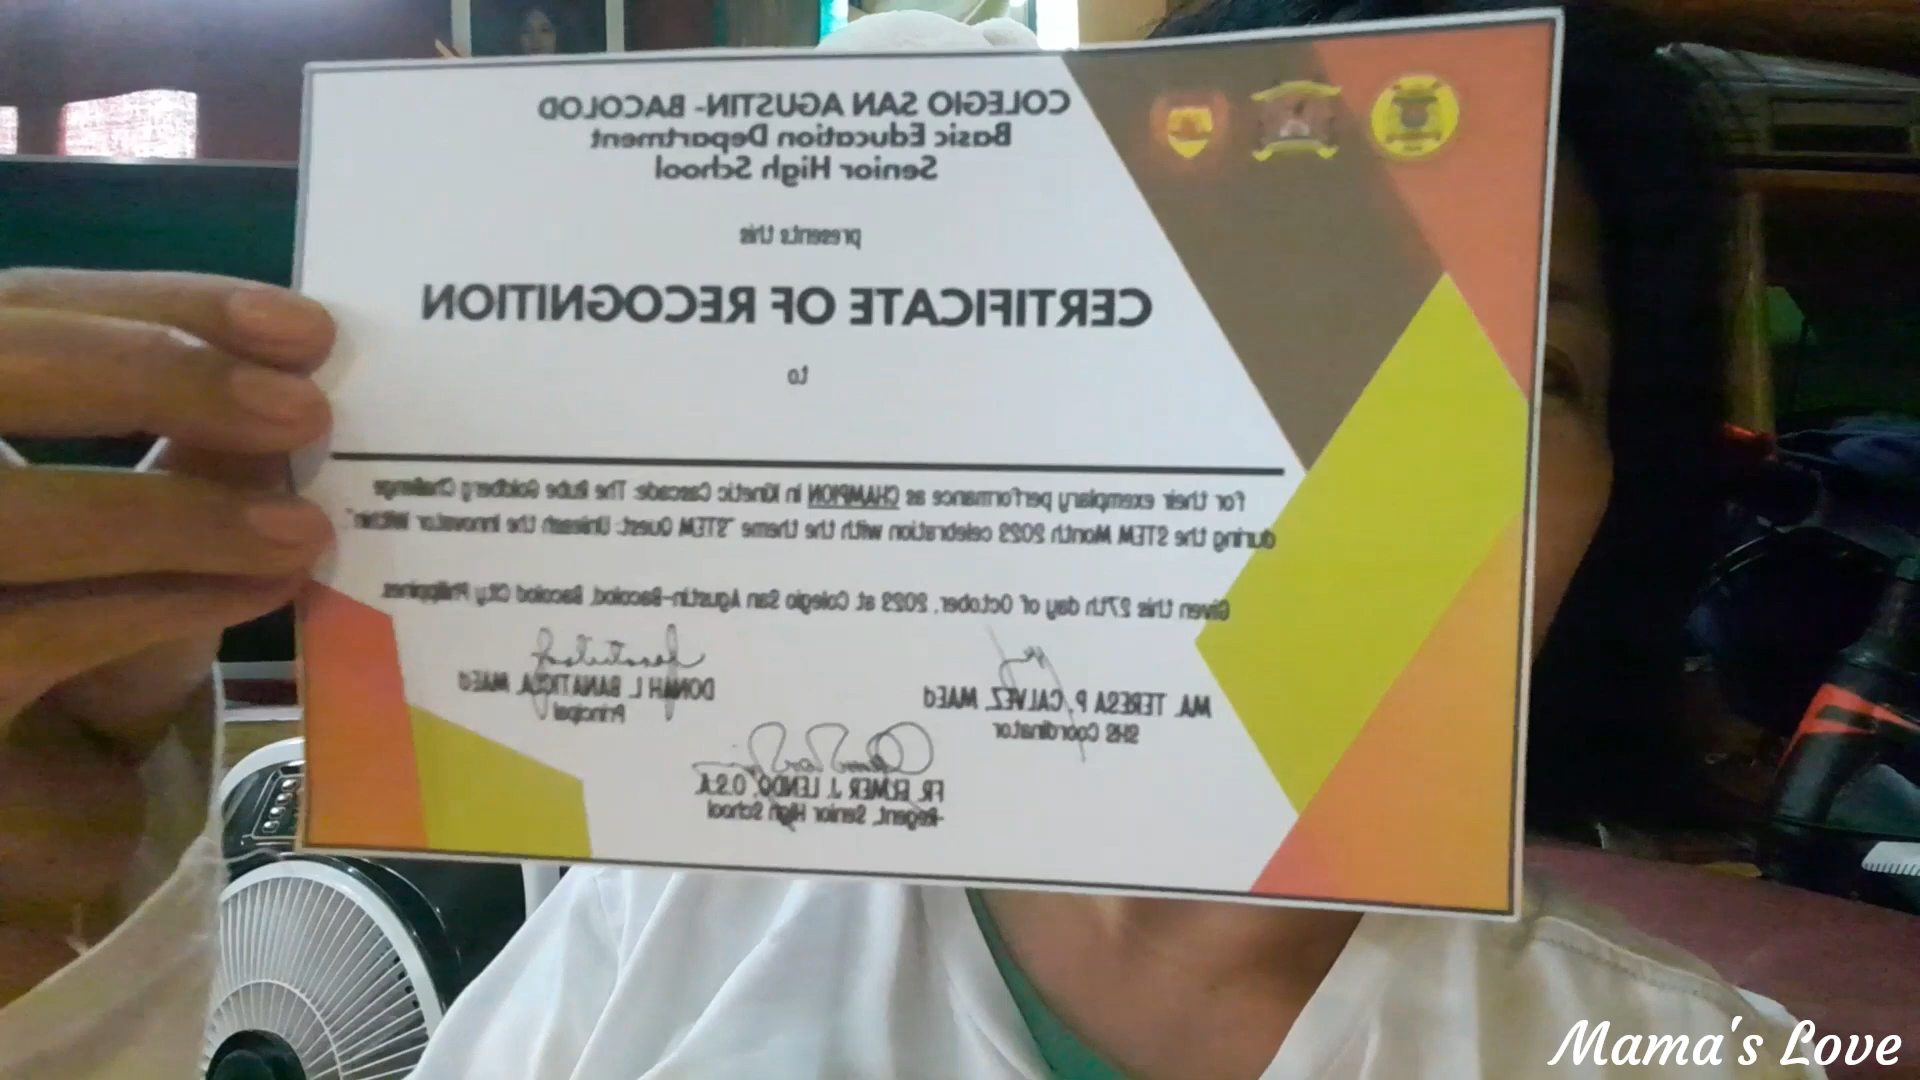 COLEGIO SAN AGUSTIN- BACOLOD
Basic Education Department
Senior High School
presents this
CERTIFICATE OF RECOGNITION
to
For their exemplary performance as CHAMPION in Kinetic Cascade: The Rube Goldberg Challenge
during the STEM Month 2023 celebration with the theme "STEM Quest: Unleash the Innovator Within".
Given this 27th day of October, 2023 at Colegio San Agustin-Bacolod, Bacolod City, Philippines.
MA. TERESA P. CALVEZ, MAEd
SHS Coordinator
DONAH L. BANATICLA, MAEd
Principal
FR. ELMER J. LENDO, O.S.A.
Regent, Senior High School
Mama's Love